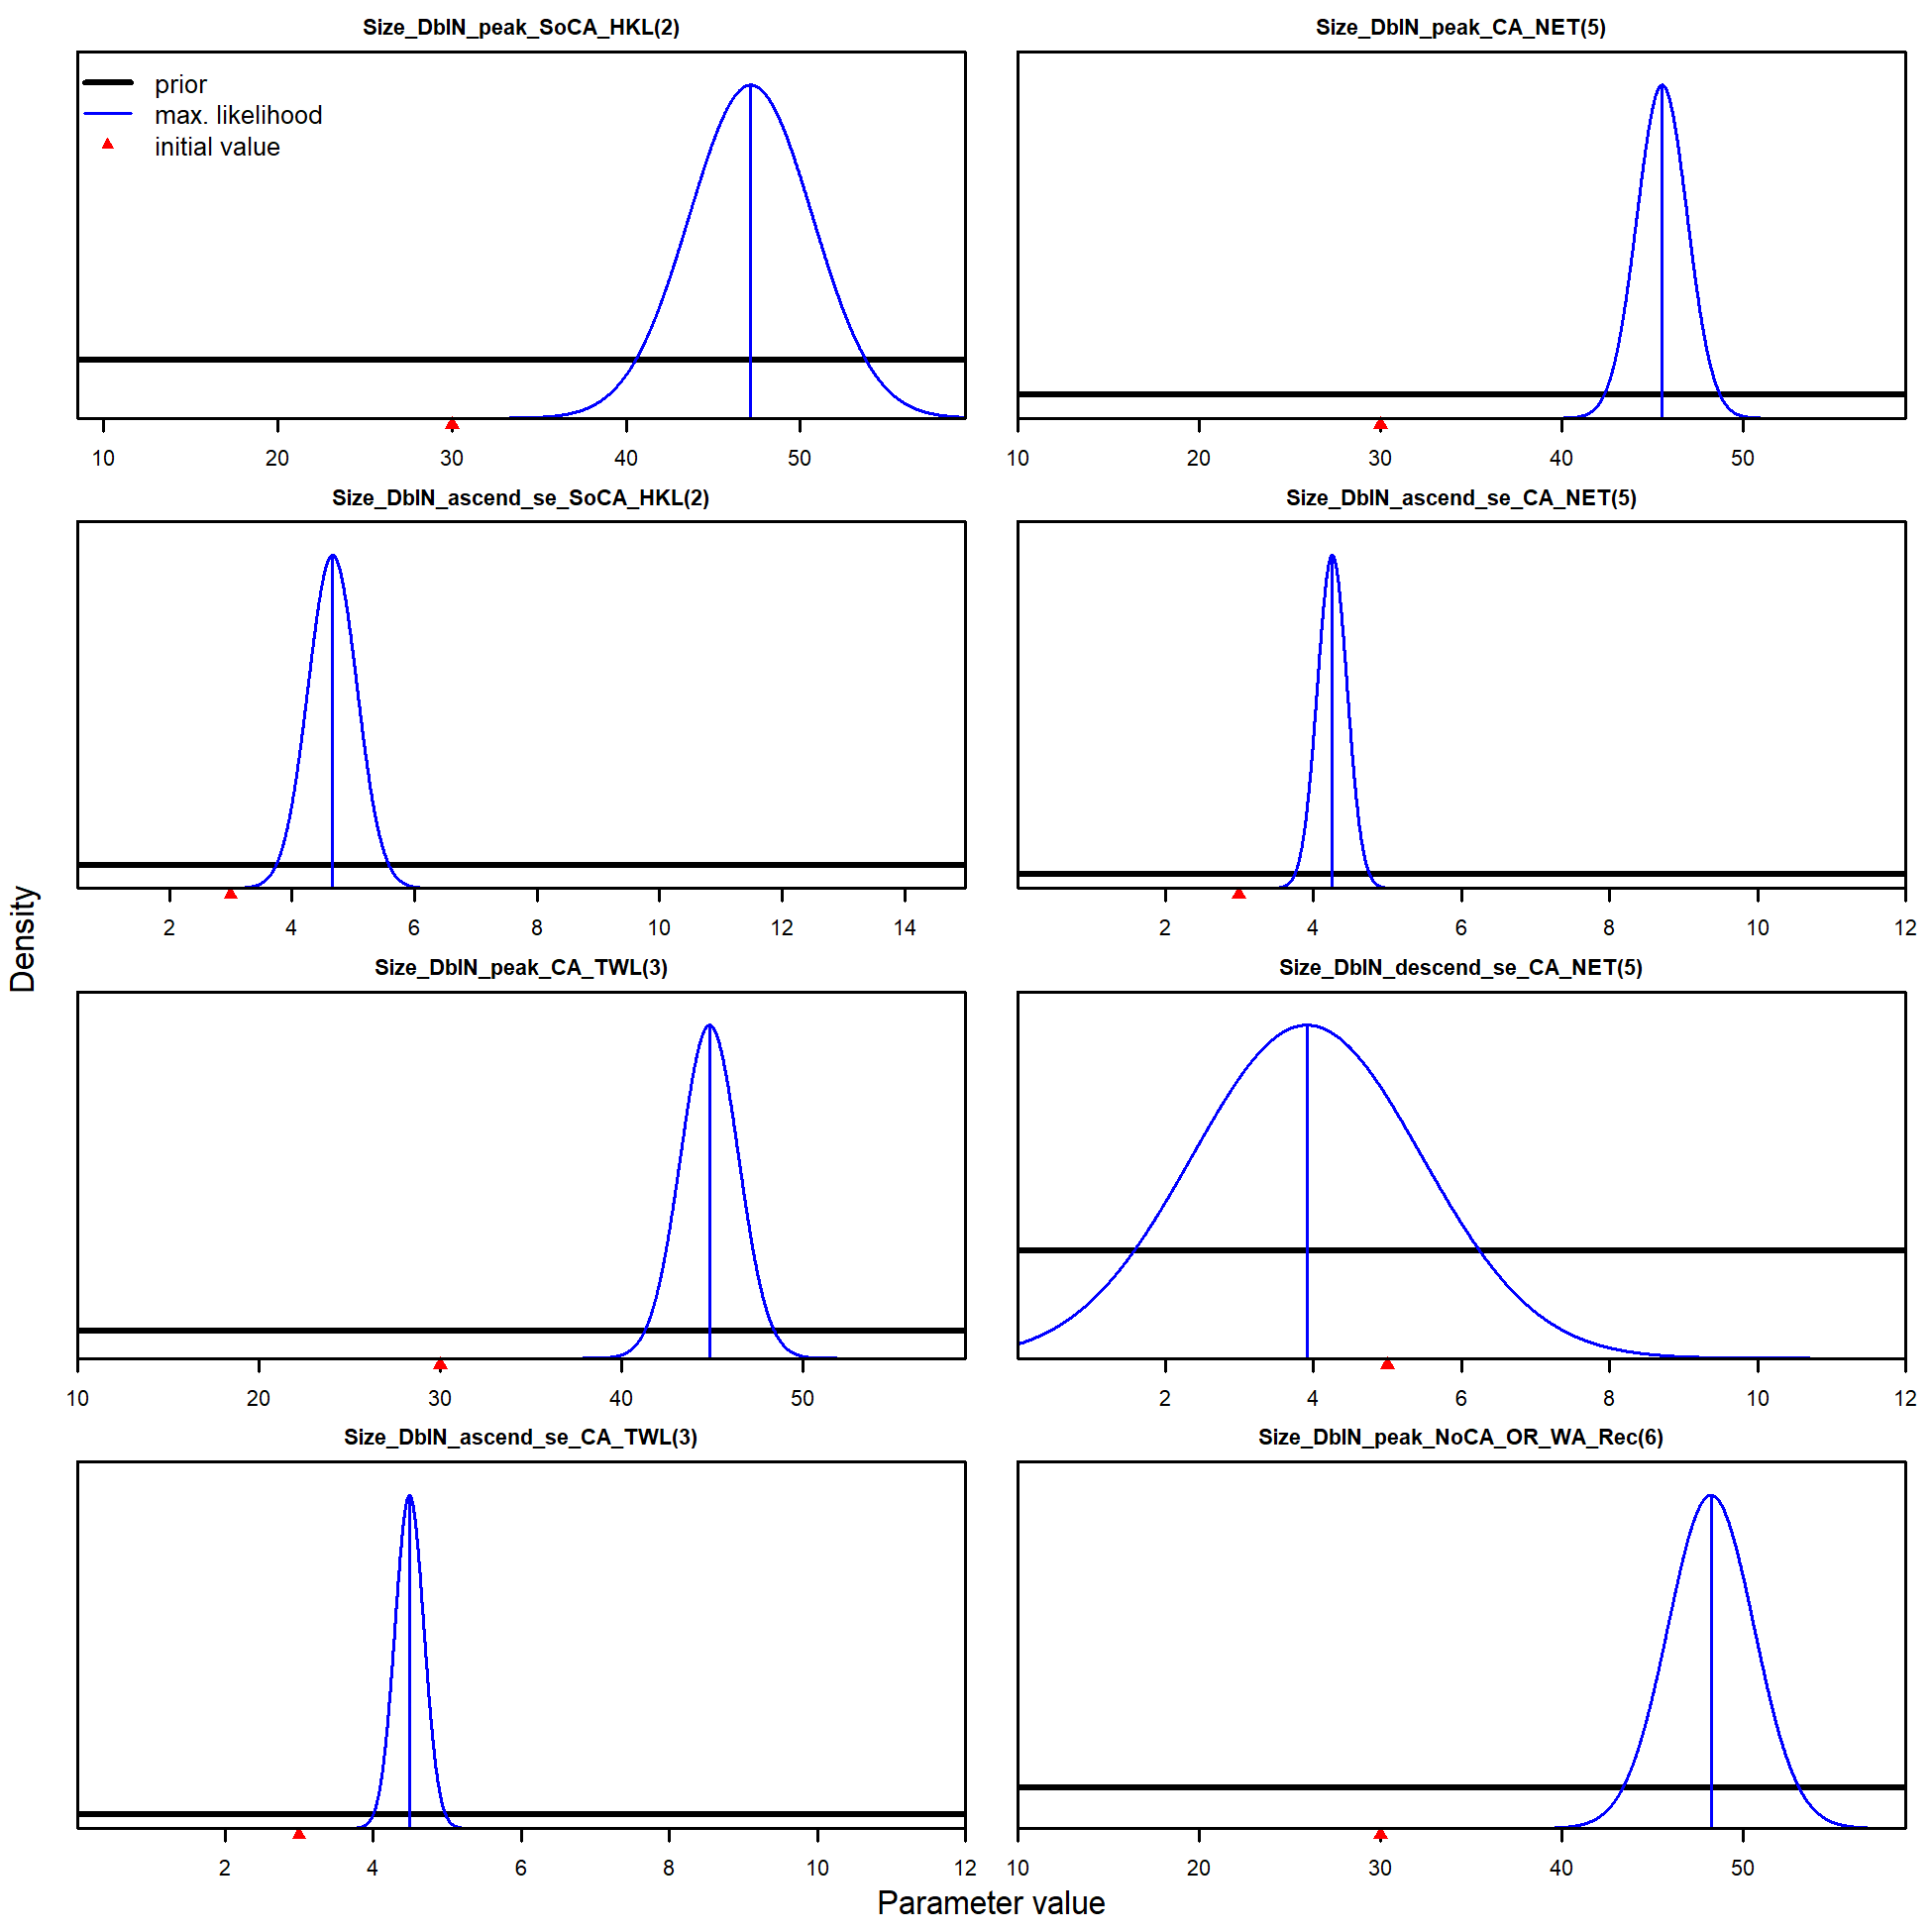 Size_DblN_peak_SoCA_HKL(2)
prior
max. likelihood
initial value
10 20 30 40 50
Size_DblN_peak_CA_NET(5)
10 20 30 40 50
Size_DblN_ascend_se_SoCA_HKL(2)
2 4 6 8 10 12 14
Size_DblN_ascend_se_CA_NET(5)
2 4 6 8 10 12
Size_DblN_peak_CA_TWL(3)
10 20 30 40 50
Size_DblN_descend_se_CA_NET(5)
2 4 6 8 10 12
Size_DblN_ascend_se_CA_TWL(3)
2 4 6 8 10 12
Size_DblN_peak_NoCA_OR_WA_Rec(6)
10 20 30 40 50
Density
Parameter value